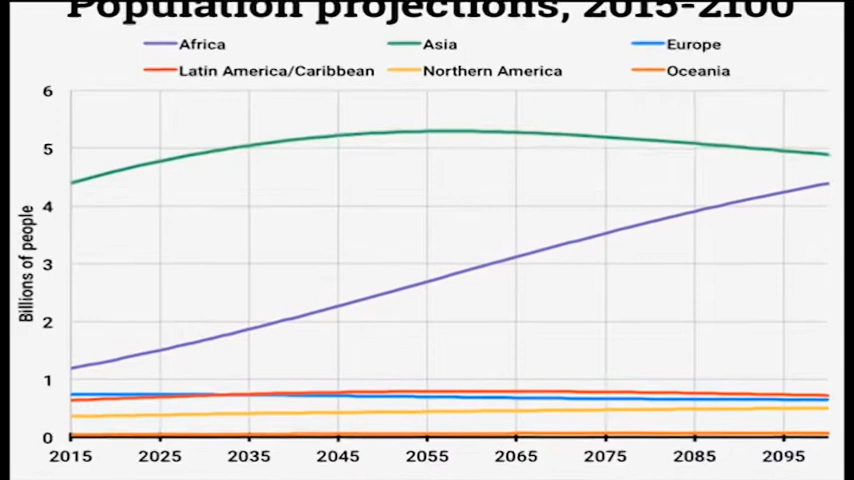 Population projections, 2015-2100
Africa
Asia
Europe
Latin America/Caribbean
Northern America
Oceania
6
5
4
3
2
1
0
Billions of people
2015
2025
2035
2045
2055
2065
2075
2085
2095